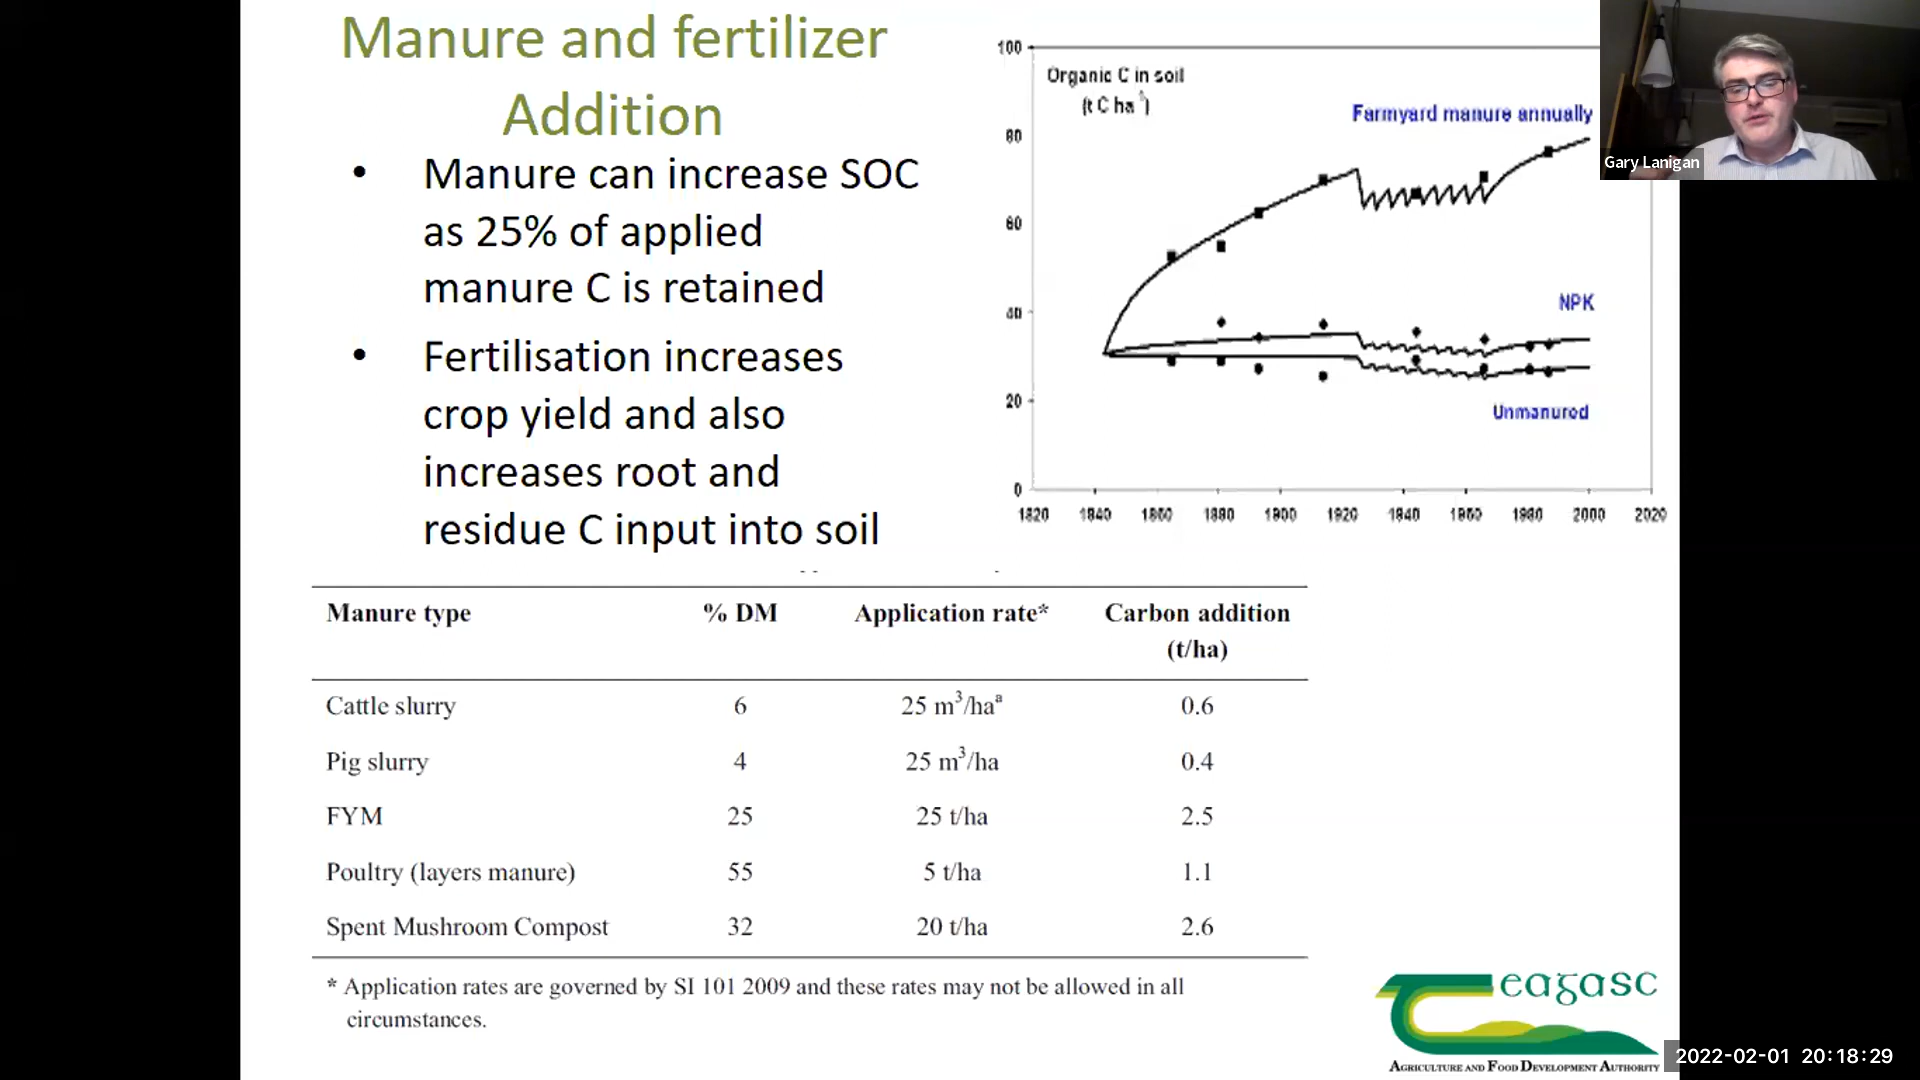 Manure and fertilizer
Addition
• Manure can increase SOC
as 25% of applied
manure C is retained
• Fertilisation increases
crop yield and also
increases root and
residue C input into soil
100
80
60
40
20
0
Organic C in soil
(t C ha⁻¹)
Farmyard manure annually
NPK
Unmanured
1820 1840 1860 1880 1900 1920 1940 1960 1980 2000 2020
Gary Lanigan
Manure type % DM Application rate* Carbon addition
(t/ha)
Cattle slurry 6 25 m³/haᵃ 0.6
Pig slurry 4 25 m³/ha 0.4
FYM 25 25 t/ha 2.5
Poultry (layers manure) 55 5 t/ha 1.1
Spent Mushroom Compost 32 20 t/ha 2.6
* Application rates are governed by SI 101 2009 and these rates may not be allowed in all
circumstances.
eagasc
AGRICULTURE AND FOOD DEVELOPMENT AUTHORITY
2022-02-01 20:18:29